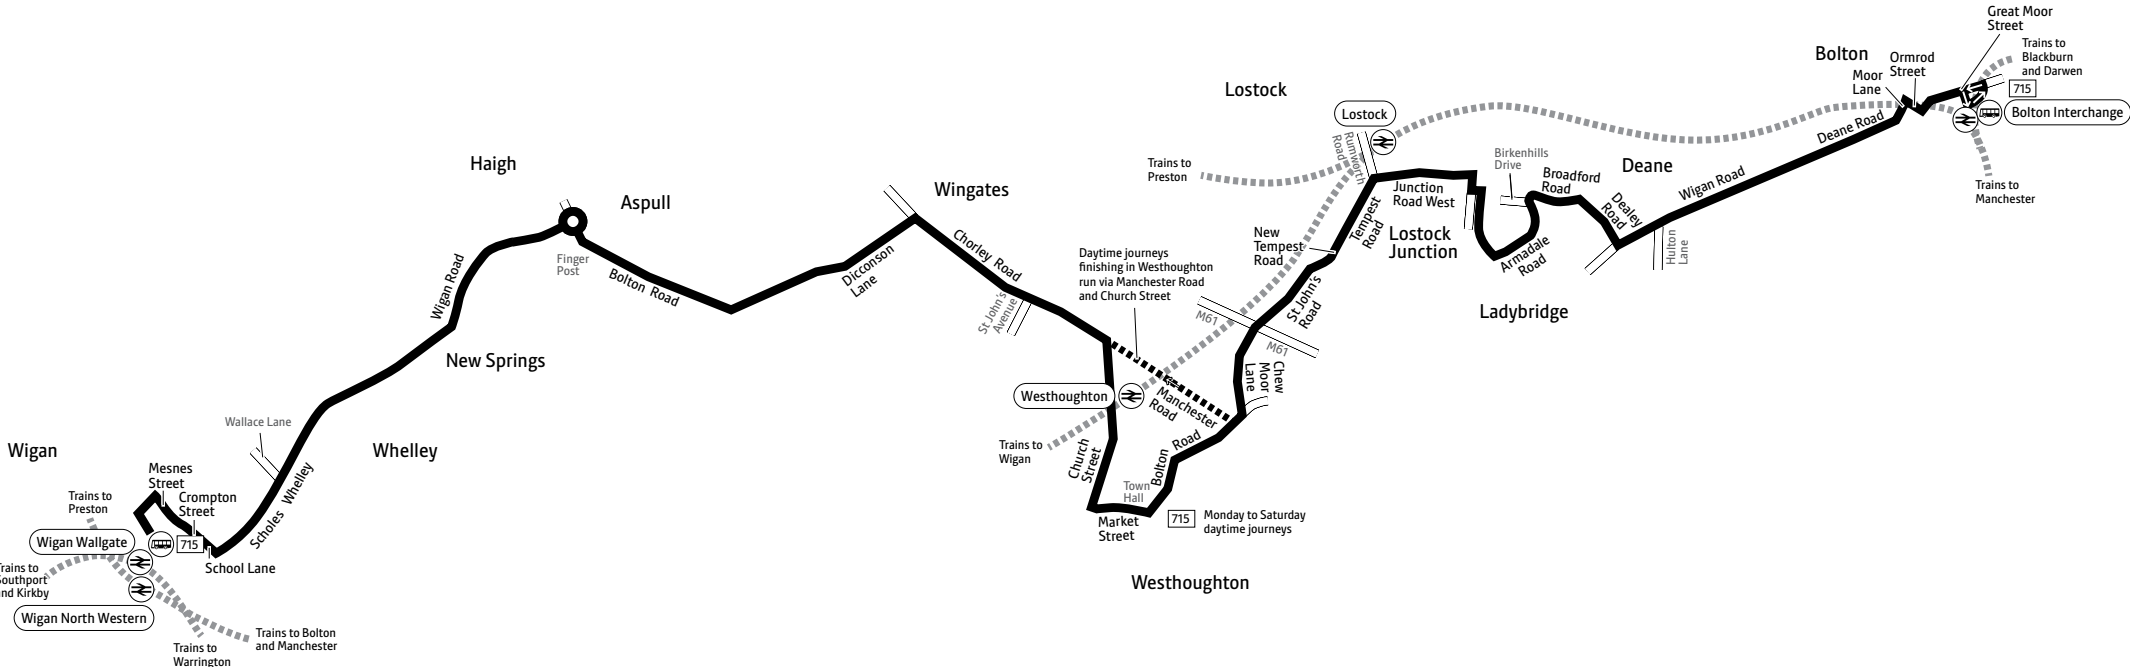 Great Moor
Street
Bolton
Ormrod
Street
Moor
Lane
Trains to
Blackburn
and Darwen
715
Bolton Interchange
Deane Road
Trains to
Manchester
Wigan Road
Deane
Hulton
Lane
Dealey
Road
Broadford
Road
Birkenhills
Drive
Armadale
Road
Ladybridge
Lostock
Lostock
Rumworth
Road
Trains to
Preston
Junction
Road West
Lostock
Junction
Tempest
Road
New
Tempest
Road
St John's
Road
M61
M61
Chew
Moor
Lane
Daytime journeys
finishing in Westhoughton
run via Manchester Road
and Church Street
Manchester
Road
Westhoughton
Trains to
Wigan
Church
Street
Bolton
Road
Town
Hall
Market
Street
715
Monday to Saturday
daytime journeys
Westhoughton
Wingates
Chorley Road
St John's
Avenue
Dicconson
Lane
Haigh
Aspull
Finger
Post
Bolton Road
Wigan Road
New Springs
Whelley
Wallace Lane
Whelley
Scholes
Wigan
Mesnes
Street
Crompton
Street
Trains to
Preston
Wigan Wallgate
715
School Lane
Trains to
Southport
and Kirkby
Wigan North Western
Trains to Bolton
and Manchester
Trains to
Warrington